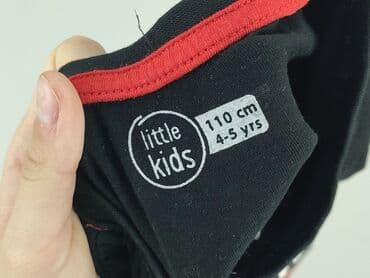 little
kids
110 cm
4-5 yrs